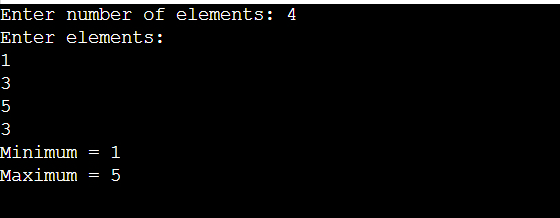 Enter number of elements: 4
Enter elements:
1
3
5
3
Minimum = 1
Maximum = 5